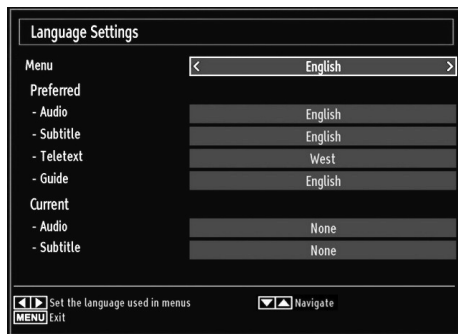 Language Settings
Menu < English >
Preferred
- Audio English
- Subtitle English
- Teletext West
- Guide English
Current
- Audio None
- Subtitle None
Set the language used in menus Navigate
MENU Exit